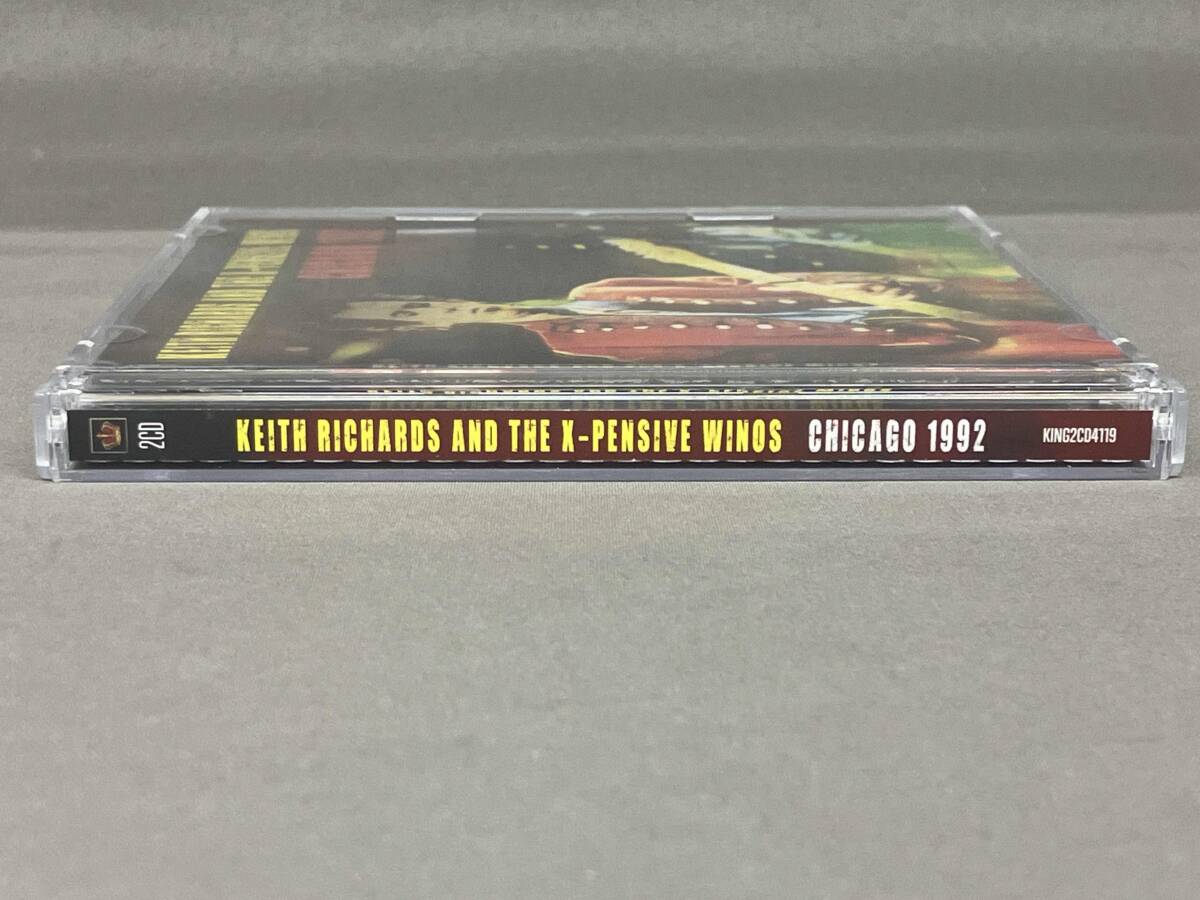 2CD KEITH RICHARDS AND THE X-PENSIVE WINOS CHICAGO 1992 KING2CD4119